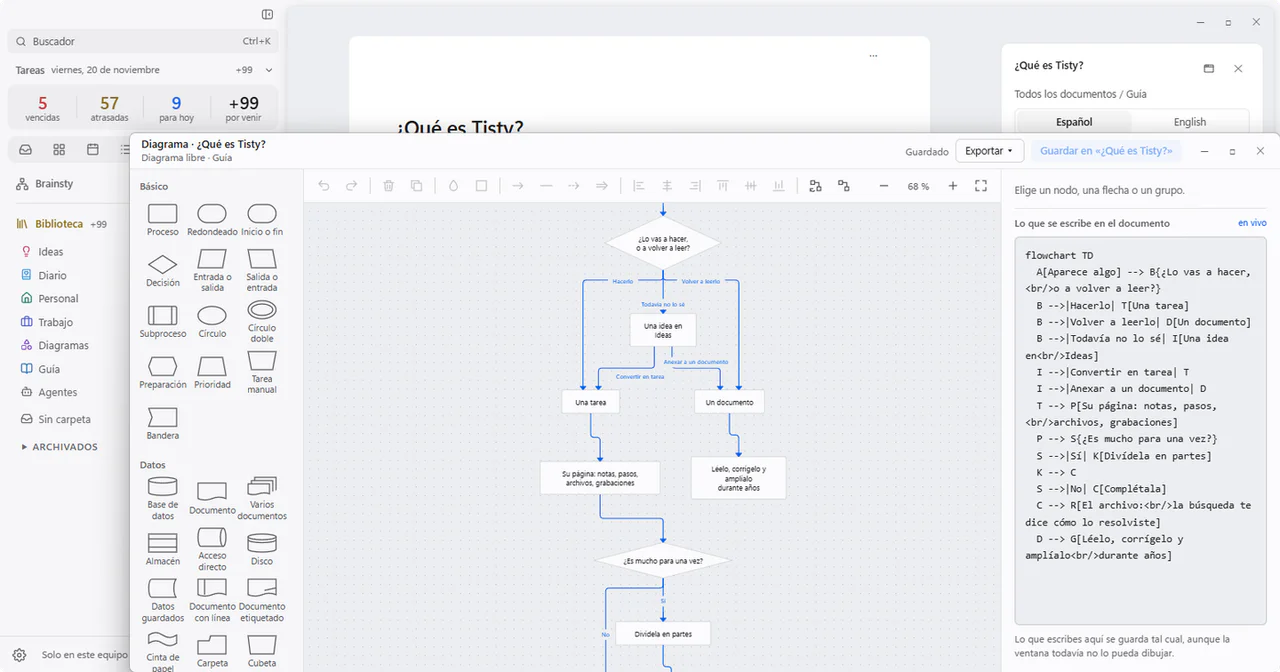 Buscador
Ctrl+K
Tareas viernes, 20 de noviembre
+99
5
57
9
+99
vencidas
atrasadas
para hoy
por venir
Brainsty
Biblioteca +99
Ideas
Diario
Personal
Trabajo
Diagramas
Guía
Agentes
Sin carpeta
ARCHIVADOS
Solo en este equipo
...
¿Qué es Tisty?
¿Qué es Tisty?
Todos los documentos / Guía
Español
English
Diagrama · ¿Qué es Tisty?
Diagrama libre · Guía
Guardado
Exportar
Guardar en «¿Qué es Tisty?»
68 %
Básico
Proceso
Redondeado
Inicio o fin
Decisión
Entrada o
salida
Salida o
entrada
Subproceso
Círculo
Círculo
doble
Preparación
Prioridad
Tarea
manual
Bandera
Datos
Base de
datos
Documento
Varios
documentos
Almacén
Acceso
directo
Disco
Datos
guardados
Documento
con línea
Documento
etiquetado
Cinta de
papel
Carpeta
Cubeta
¿Lo vas a hacer,
o a volver a leer?
Hacerlo
Volver a leerlo
Todavía no lo sé
Una idea en
Ideas
Anexar a un documento
Convertir en tarea
Una tarea
Un documento
Su página: notas, pasos,
archivos, grabaciones
Léelo, corrígelo y
amplíalo
durante años
¿Es mucho para una vez?
Sí
No
Divídela en partes
Elige un nodo, una flecha o un grupo.
Lo que se escribe en el documento
en vivo
flowchart TD
A[Aparece algo] --> B{¿Lo vas a hacer,
<br/>o a volver a leer?}
B -->|Hacerlo| T[Una tarea]
B -->|Volver a leerlo| D[Un documento]
B -->|Todavía no lo sé| I[Una idea
en<br/>Ideas]
I -->|Convertir en tarea| T
I -->|Anexar a un documento| D
T --> P[Su página: notas, pasos,
<br/>archivos, grabaciones]
P --> S{¿Es mucho para una vez?}
S -->|Sí| K[Divídela en partes]
K --> C
S -->|No| C[Complétala]
C --> R[El archivo:<br/>la búsqueda te
dice cómo lo resolviste]
D --> G[Léelo, corrígelo y
amplíalo<br/>durante años]
Lo que escribes aquí se guarda tal cual, aunque la
ventana todavía no lo pueda dibujar.